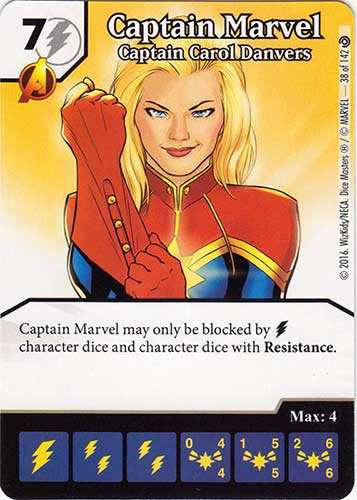 7
Captain Marvel
Captain Carol Danvers
© 2016. WizKids/NECA. Dice Masters ® / © MARVEL — 38 of 142
Captain Marvel may only be blocked by
character dice and character dice with Resistance.
Max: 4
0 4 4
1 5 5
2 6 6